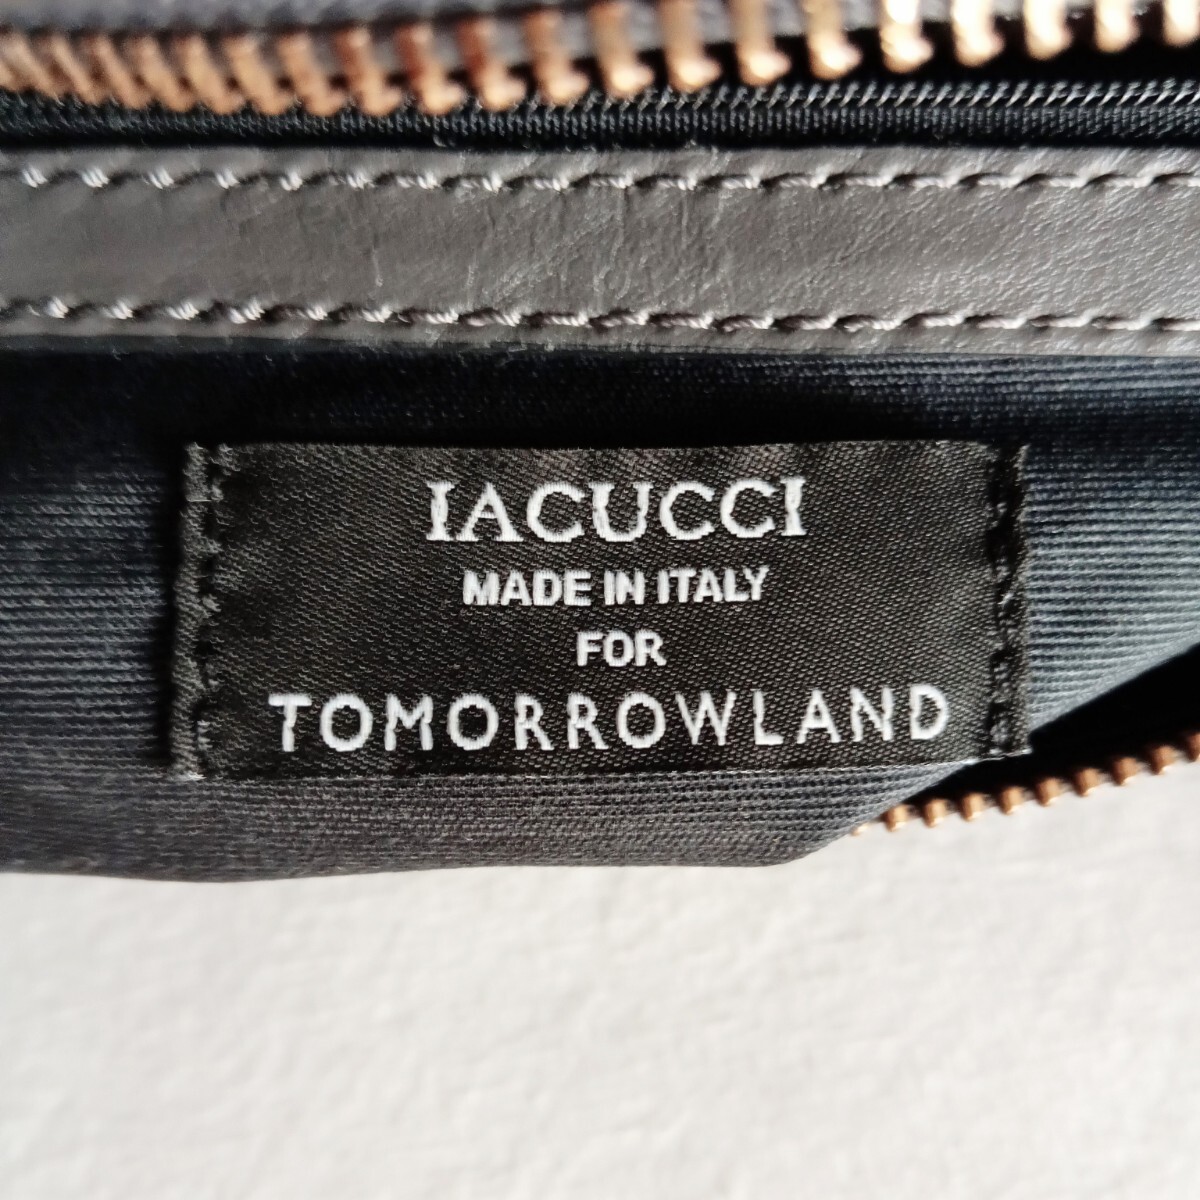 IACUCCI
MADE IN ITALY
FOR
TOMORROWLAND